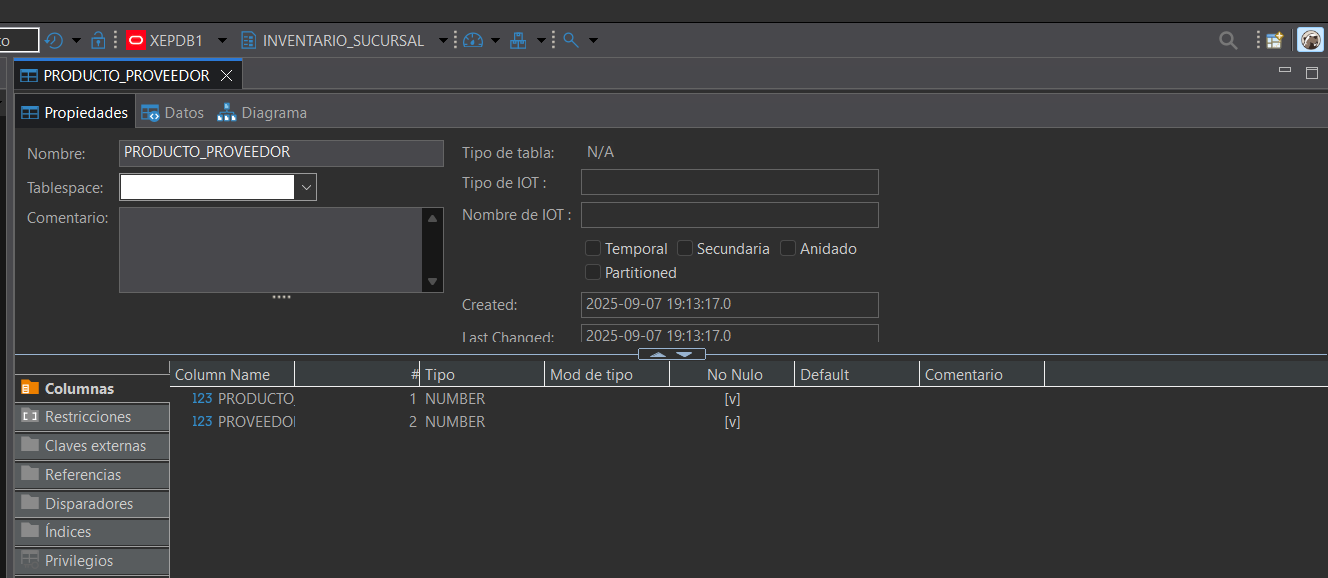 co XEPDB1 INVENTARIO_SUCURSAL
PRODUCTO_PROVEEDOR
Propiedades Datos Diagrama
Nombre: PRODUCTO_PROVEEDOR Tipo de tabla: N/A
Tablespace: Tipo de IOT :
Comentario: Nombre de IOT :
Temporal Secundaria Anidado
Partitioned
Created: 2025-09-07 19:13:17.0
Last Changed: 2025-09-07 19:13:17.0
Column Name # Tipo Mod de tipo No Nulo Default Comentario
123 PRODUCTO_ 1 NUMBER [v]
123 PROVEEDO 2 NUMBER [v]
Columnas
Restricciones
Claves externas
Referencias
Disparadores
Índices
Privilegios